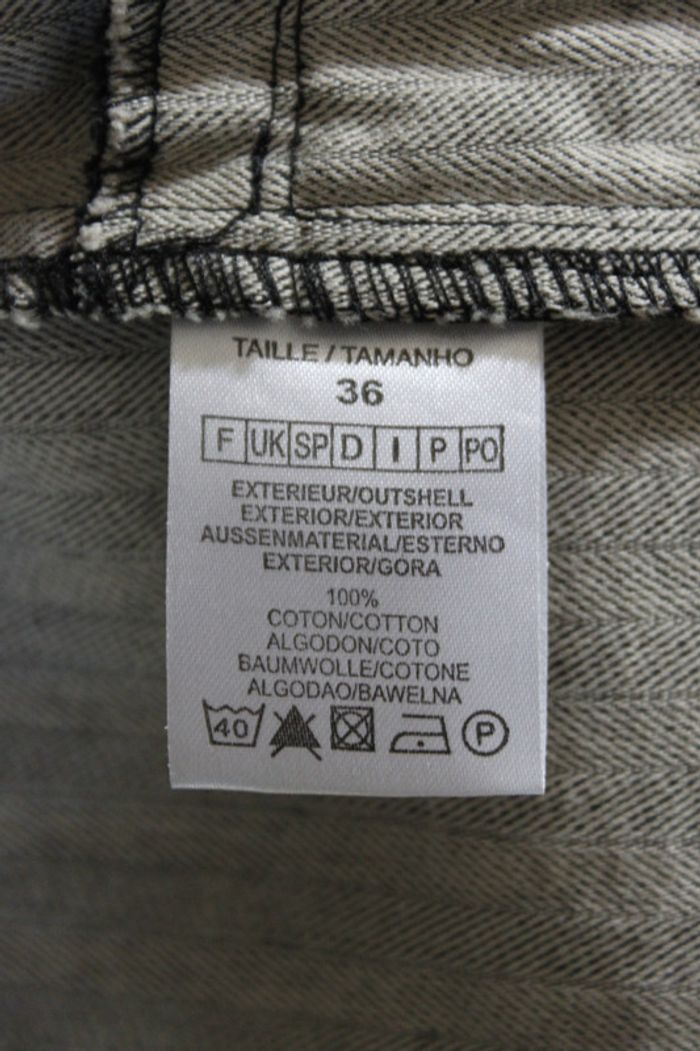 TAILLE / TAMANHO
36
F UK SP D I P PO
EXTERIEUR/OUTSHELL
EXTERIOR/EXTERIOR
AUSSENMATERIAL/ESTERNO
EXTERIOR/GORA
100%
COTON/COTTON
ALGODON/COTO
BAUMWOLLE/COTONE
ALGODAO/BAWELNA
40 P